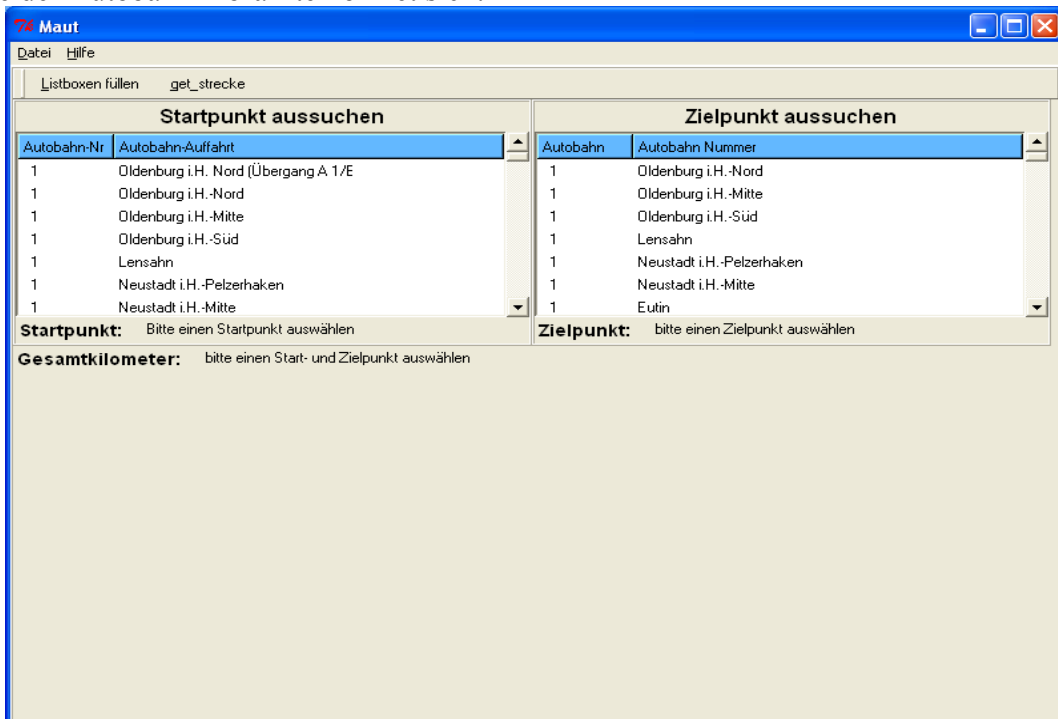 Maut
Datei Hilfe
Listboxen füllen get_strecke
Startpunkt aussuchen
Autobahn-Nr Autobahn-Auffahrt
1 Oldenburg i.H. Nord (Übergang A 1/E
1 Oldenburg i.H.-Nord
1 Oldenburg i.H.-Mitte
1 Oldenburg i.H.-Süd
1 Lensahn
1 Neustadt i.H.-Pelzerhaken
1 Neustadt i.H.-Mitte
Startpunkt: Bitte einen Startpunkt auswählen
Zielpunkt aussuchen
Autobahn Autobahn Nummer
1 Oldenburg i.H.-Nord
1 Oldenburg i.H.-Mitte
1 Oldenburg i.H.-Süd
1 Lensahn
1 Neustadt i.H.-Pelzerhaken
1 Neustadt i.H.-Mitte
1 Eutin
Zielpunkt: bitte einen Zielpunkt auswählen
Gesamtkilometer: bitte einen Start- und Zielpunkt auswählen